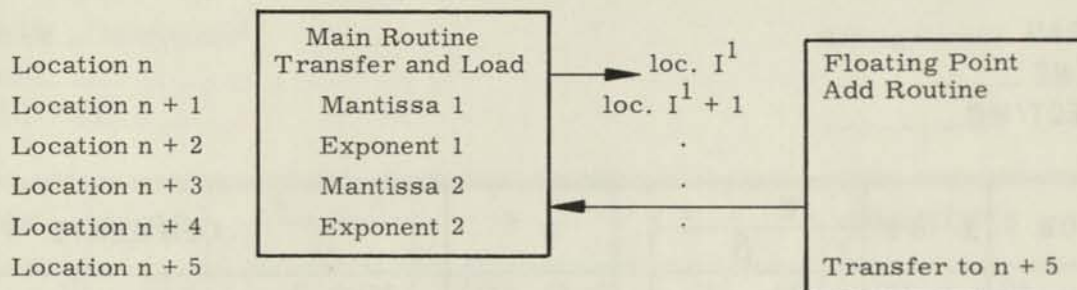 Main Routine
Location n Transfer and Load loc. I¹ Floating Point
Location n + 1 Mantissa 1 loc. I¹ + 1 Add Routine
Location n + 2 Exponent 1 .
Location n + 3 Mantissa 2 .
Location n + 4 Exponent 2 .
Location n + 5 Transfer to n + 5